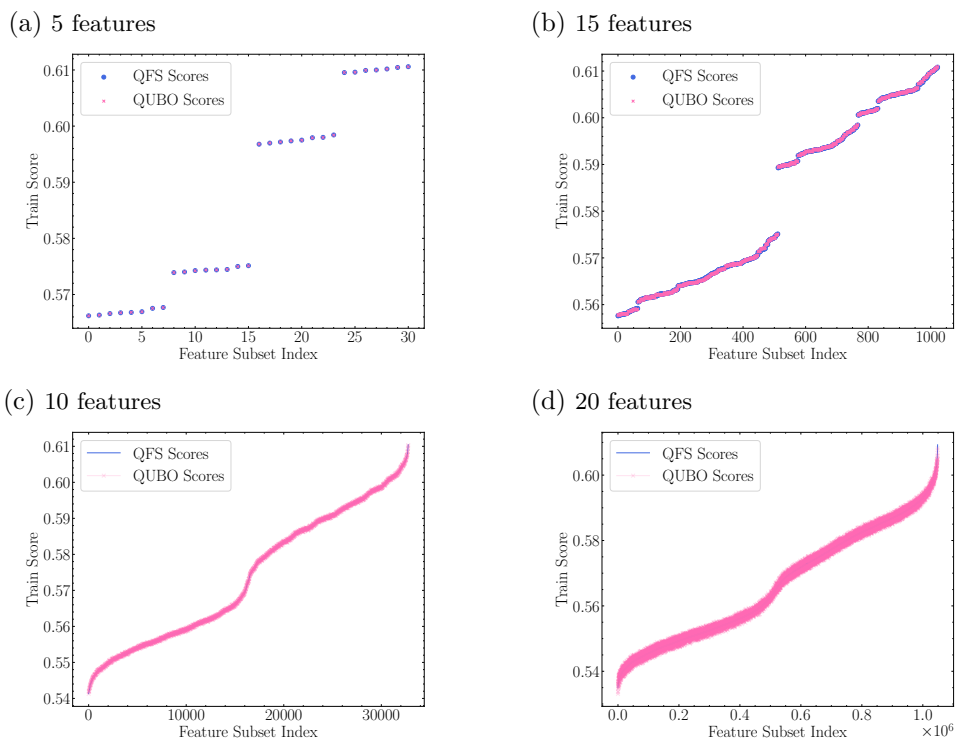 (a) 5 features
0.61
0.60
0.59
0.58
0.57
Train Score
QFS Scores
QUBO Scores
0 5 10 15 20 25 30
Feature Subset Index
(b) 15 features
0.61
0.60
0.59
0.58
0.57
0.56
Train Score
QFS Scores
QUBO Scores
0 200 400 600 800 1000
Feature Subset Index
(c) 10 features
0.61
0.60
0.59
0.58
0.57
0.56
0.55
0.54
Train Score
QFS Scores
QUBO Scores
0 10000 20000 30000
Feature Subset Index
(d) 20 features
0.60
0.58
0.56
0.54
Train Score
QFS Scores
QUBO Scores
0.0 0.2 0.4 0.6 0.8 1.0
×10⁶
Feature Subset Index